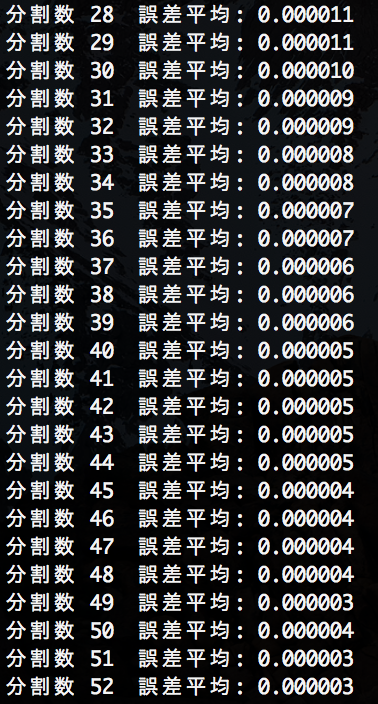 分割数 28 誤差平均: 0.000011
分割数 29 誤差平均: 0.000011
分割数 30 誤差平均: 0.000010
分割数 31 誤差平均: 0.000009
分割数 32 誤差平均: 0.000009
分割数 33 誤差平均: 0.000008
分割数 34 誤差平均: 0.000008
分割数 35 誤差平均: 0.000007
分割数 36 誤差平均: 0.000007
分割数 37 誤差平均: 0.000006
分割数 38 誤差平均: 0.000006
分割数 39 誤差平均: 0.000006
分割数 40 誤差平均: 0.000005
分割数 41 誤差平均: 0.000005
分割数 42 誤差平均: 0.000005
分割数 43 誤差平均: 0.000005
分割数 44 誤差平均: 0.000005
分割数 45 誤差平均: 0.000004
分割数 46 誤差平均: 0.000004
分割数 47 誤差平均: 0.000004
分割数 48 誤差平均: 0.000004
分割数 49 誤差平均: 0.000003
分割数 50 誤差平均: 0.000004
分割数 51 誤差平均: 0.000003
分割数 52 誤差平均: 0.000003